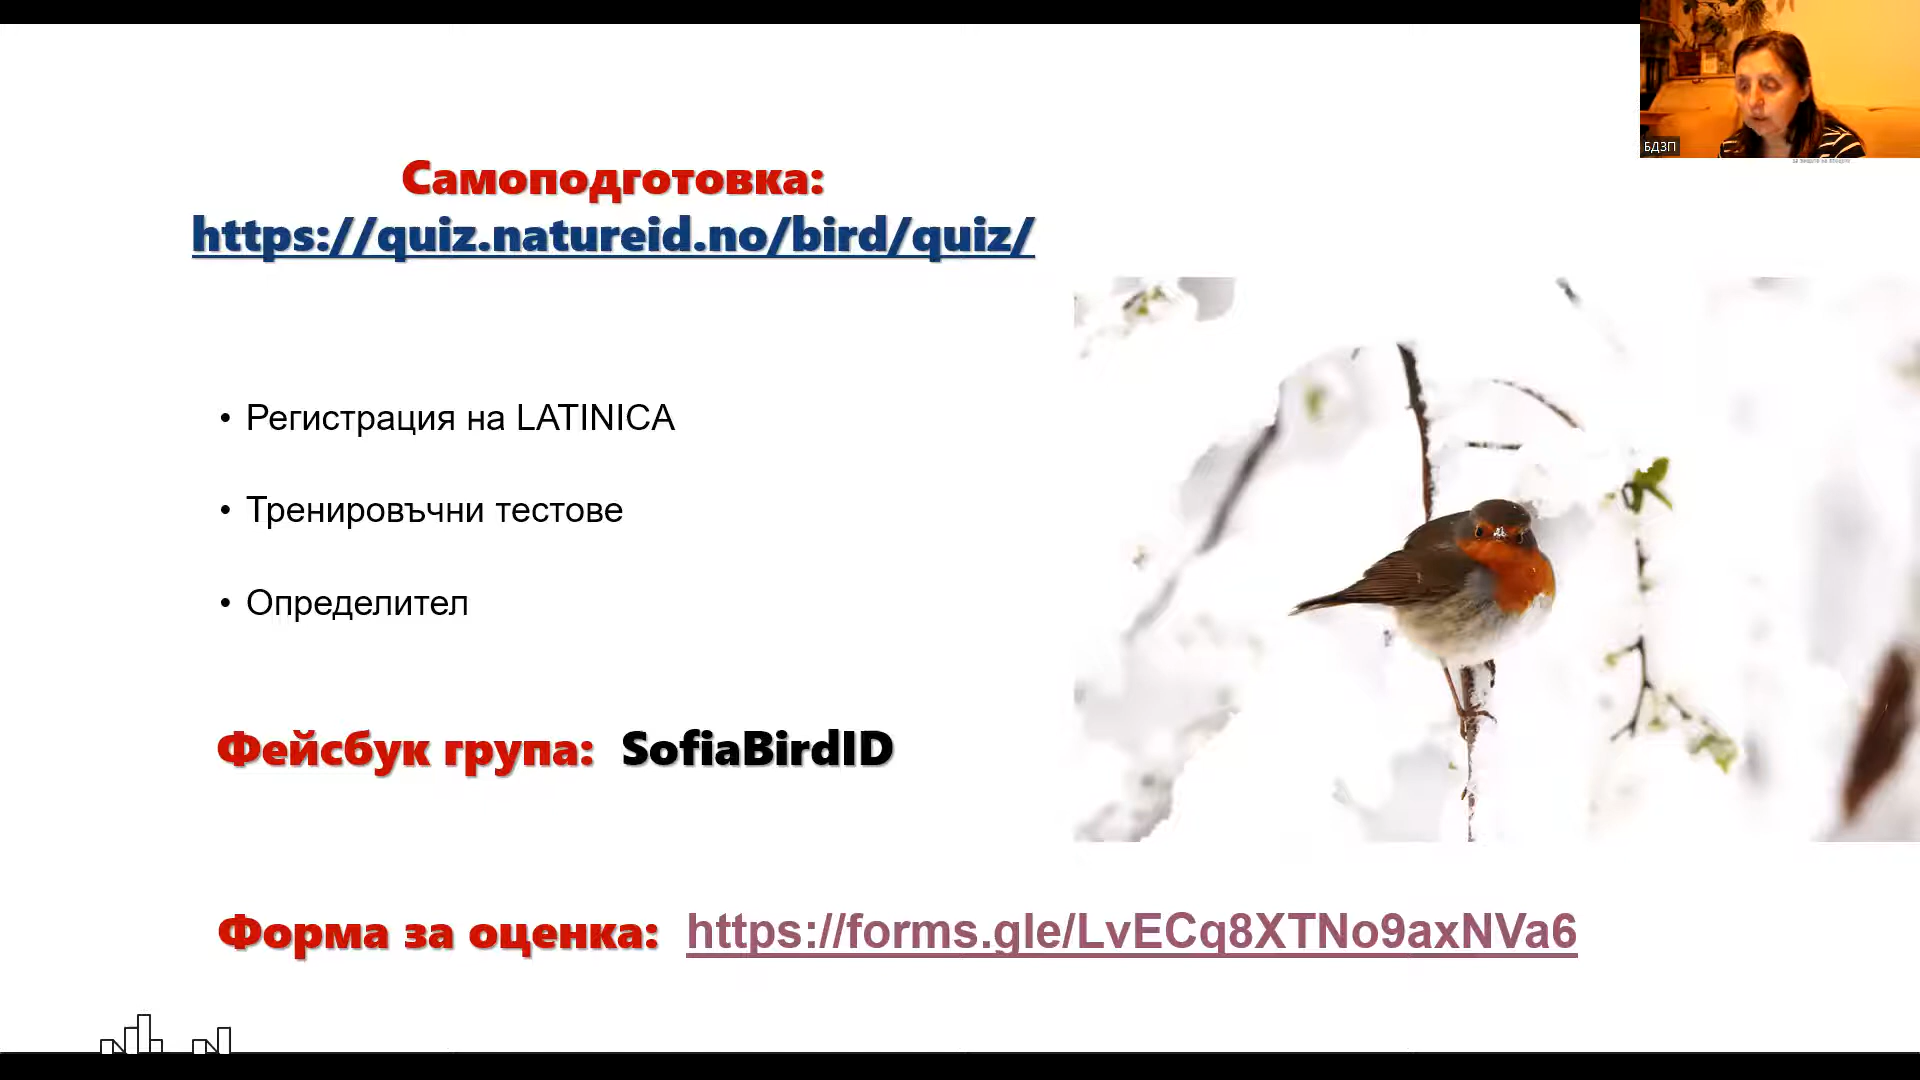 БДЗП
Самоподготовка:
https://quiz.natureid.no/bird/quiz/
• Регистрация на LATINICA
• Тренировъчни тестове
• Определител
Фейсбук група: SofiaBirdID
Форма за оценка: https://forms.gle/LvECq8XTNo9axNVa6